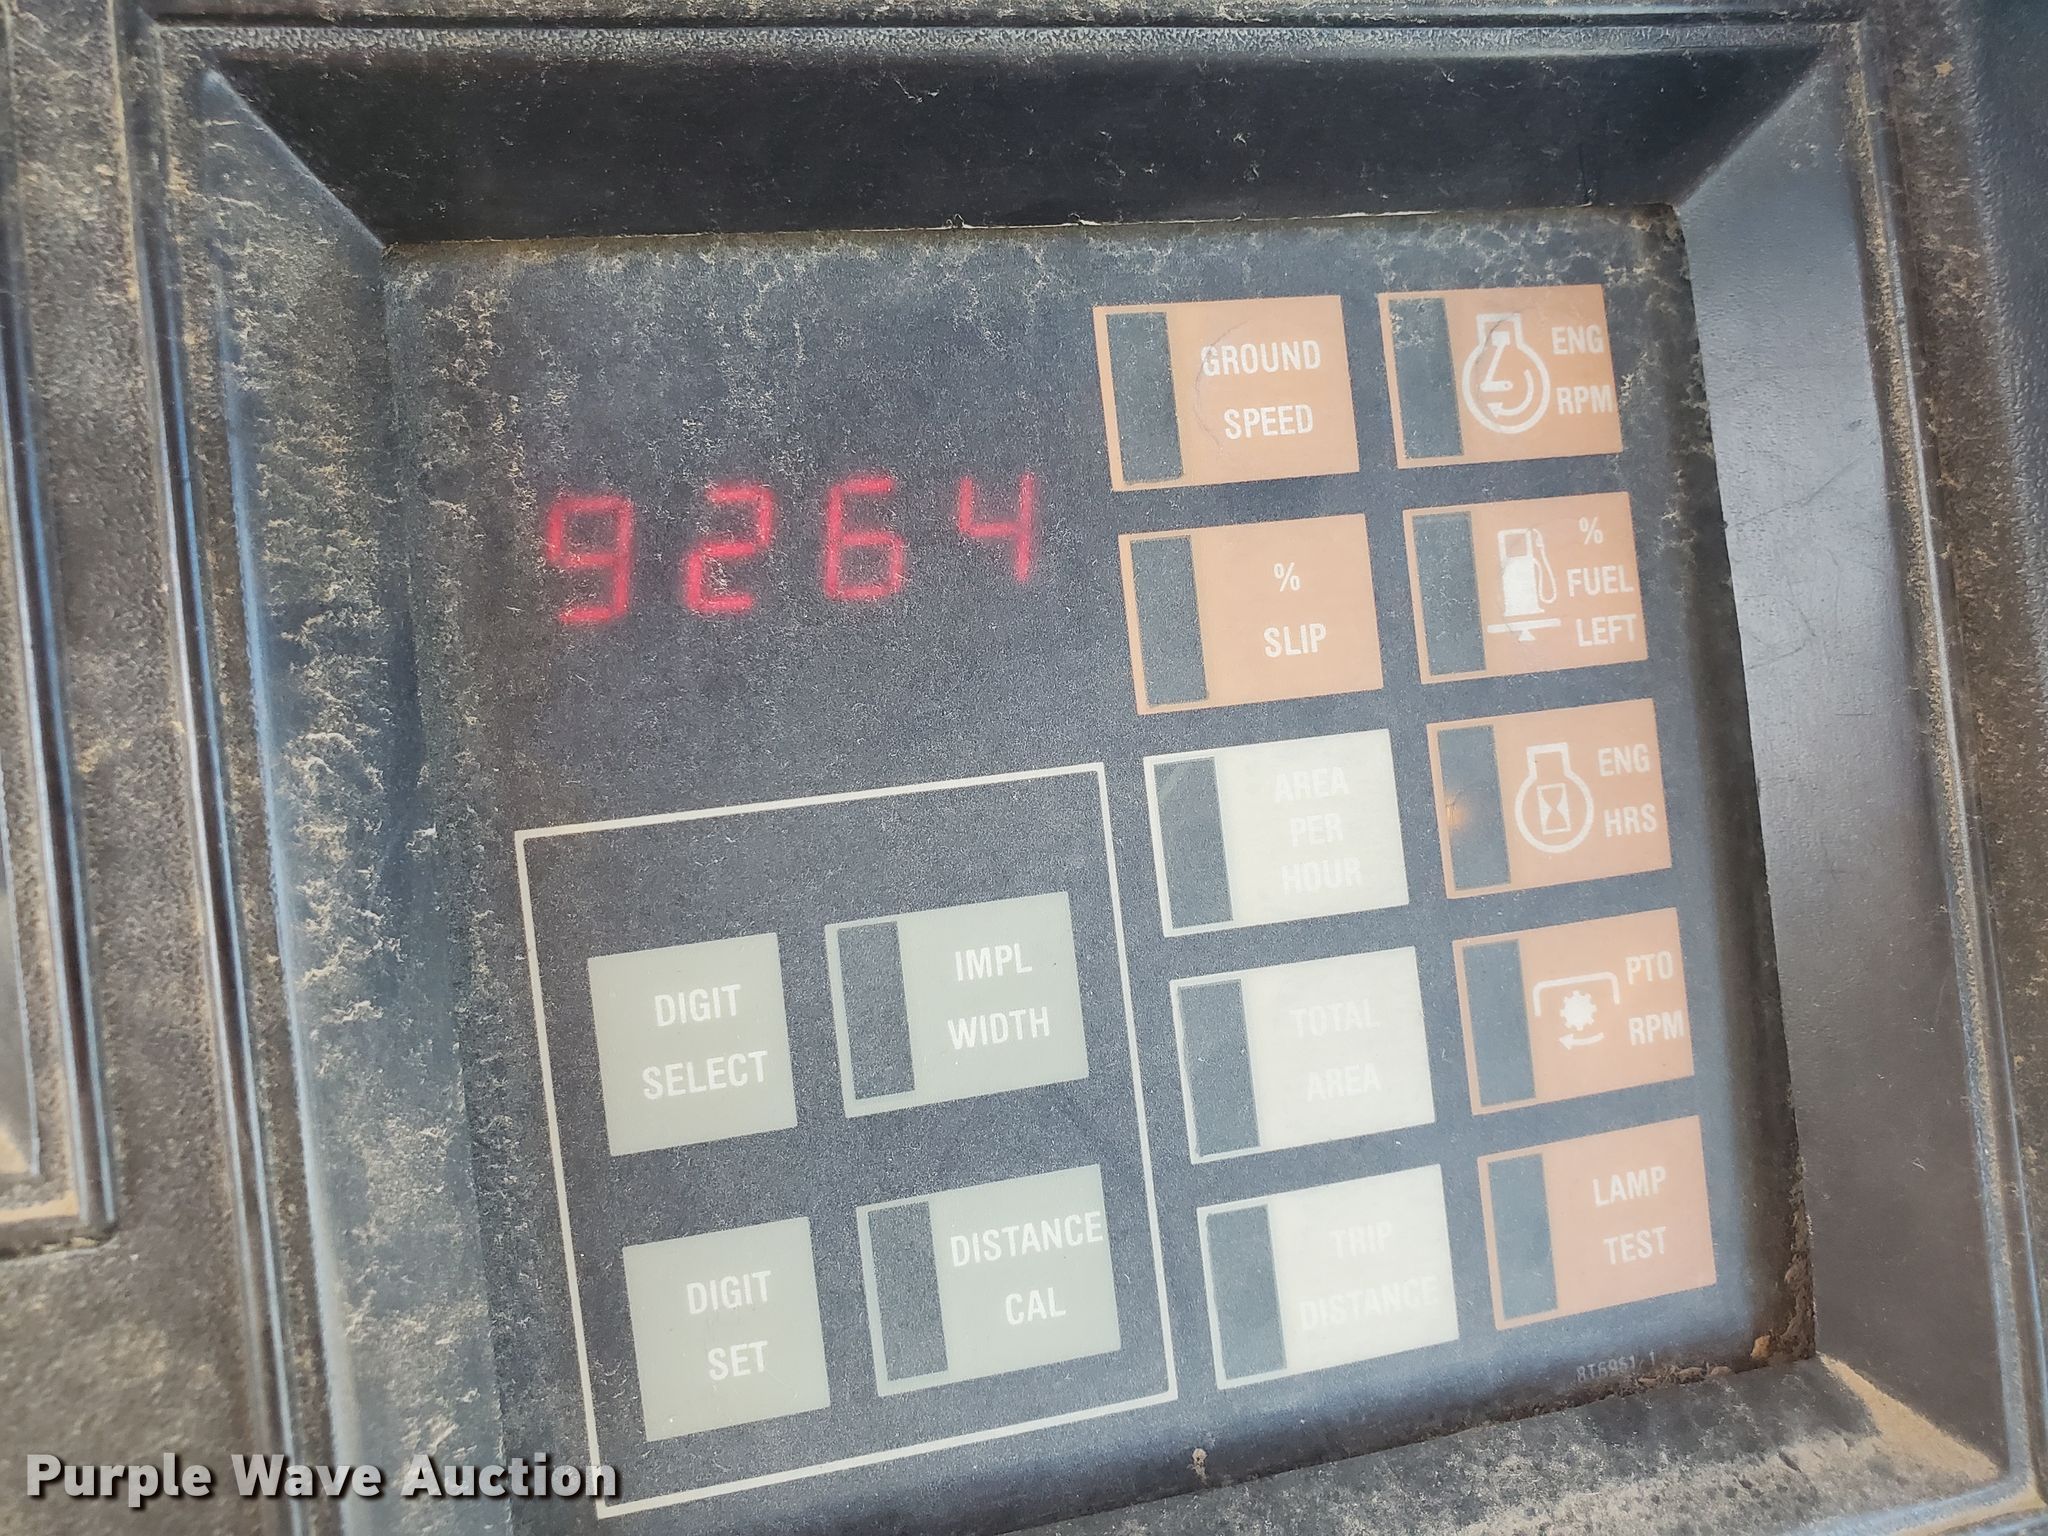 9264
GROUND
SPEED
ENG
RPM
%
SLIP
%
FUEL
LEFT
AREA
PER
HOUR
ENG
HRS
DIGIT
SELECT
IMPL
WIDTH
TOTAL
AREA
PTO
RPM
DIGIT
SET
DISTANCE
CAL
TRIP
DISTANCE
LAMP
TEST
Purple Wave Auction